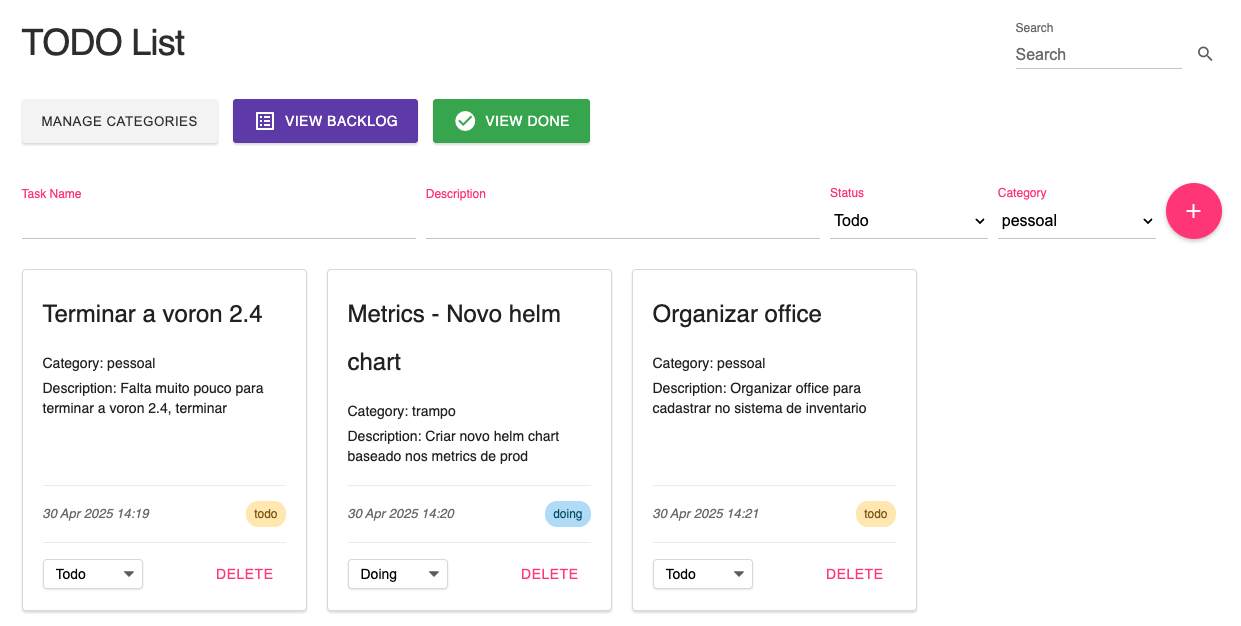 TODO List
Search
Search
MANAGE CATEGORIES
VIEW BACKLOG
VIEW DONE
Task Name
Description
Status
Category
Todo
pessoal
+
Terminar a voron 2.4
Category: pessoal
Description: Falta muito pouco para
terminar a voron 2.4, terminar
30 Apr 2025 14:19
todo
Todo
DELETE
Metrics - Novo helm
chart
Category: trampo
Description: Criar novo helm chart
baseado nos metrics de prod
30 Apr 2025 14:20
doing
Doing
DELETE
Organizar office
Category: pessoal
Description: Organizar office para
cadastrar no sistema de inventario
30 Apr 2025 14:21
todo
Todo
DELETE